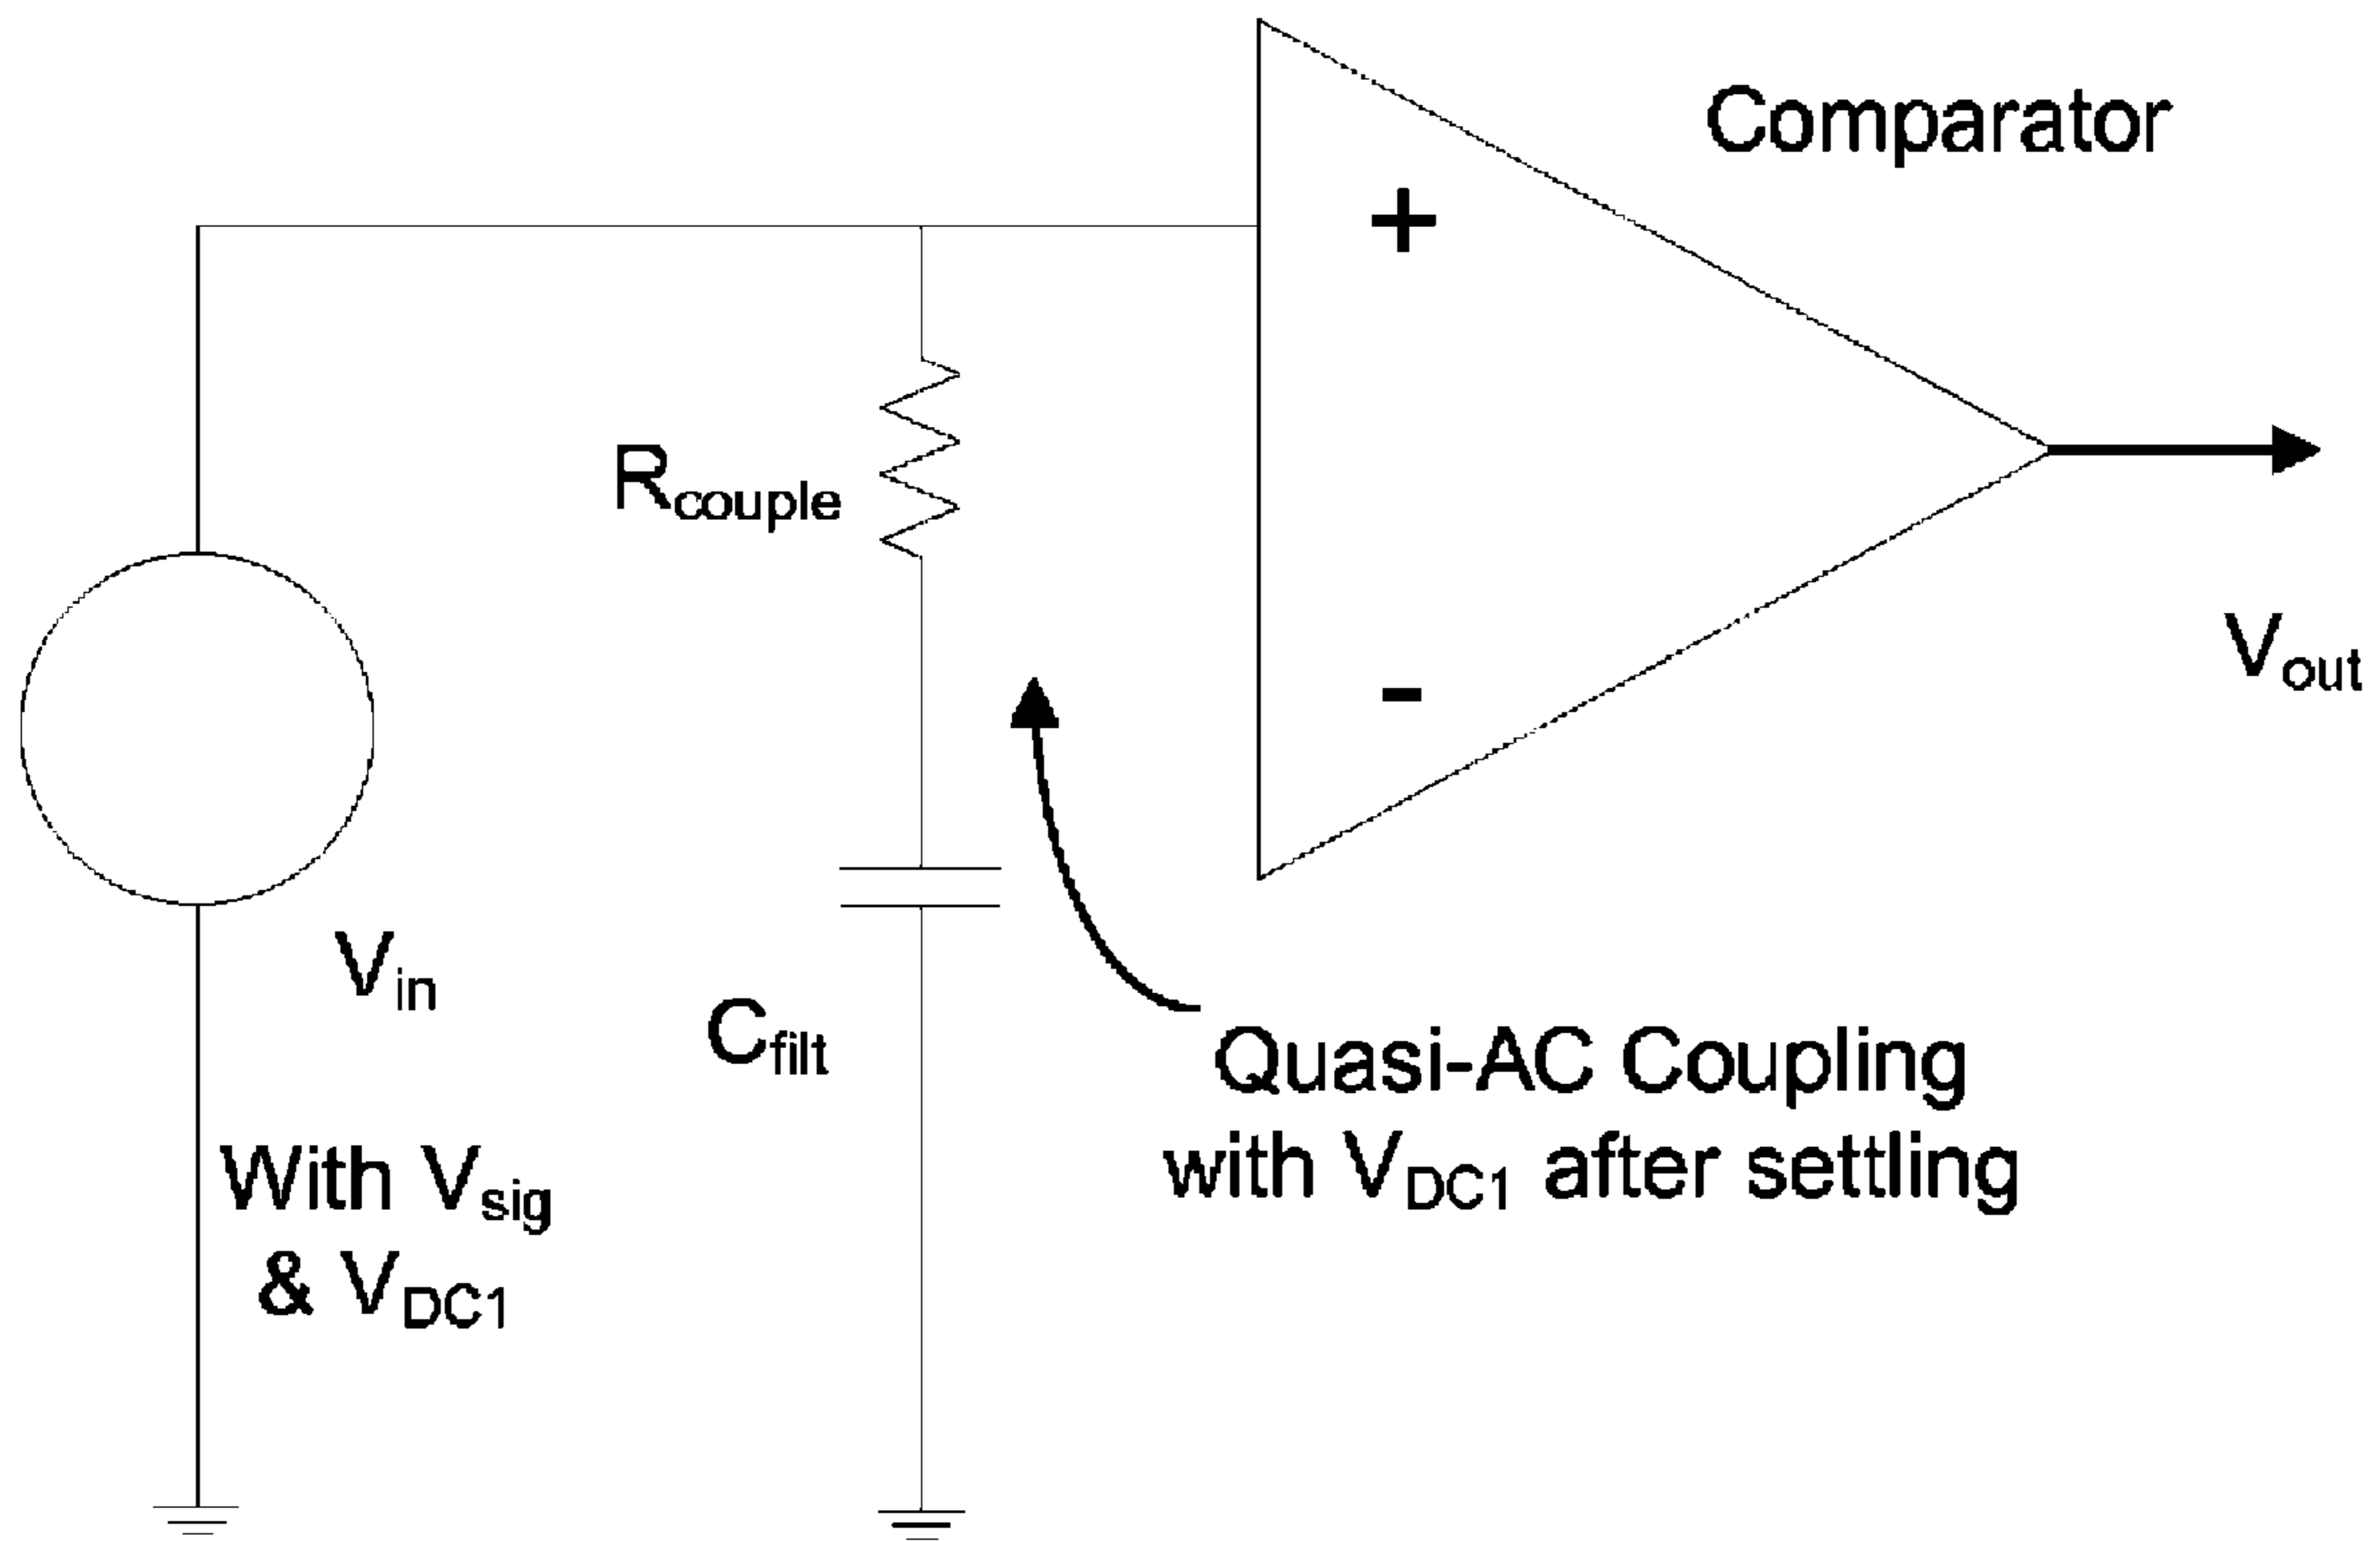 Comparator
+
R couple
-
V out
V in
C filt
Quasi-AC Coupling
with V DC1 after settling
With V sig
& V DC1